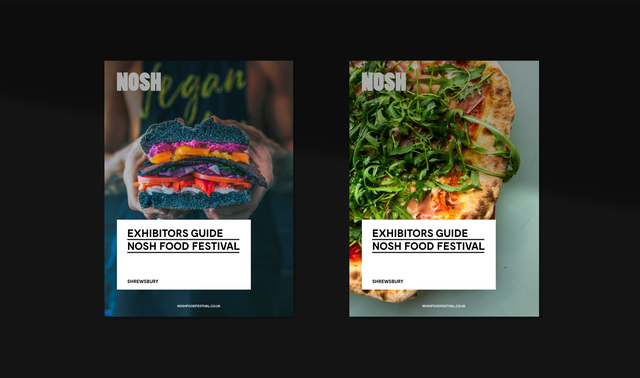 NOSH
Vegan
EXHIBITORS GUIDE
NOSH FOOD FESTIVAL
SHREWSBURY
NOSHFOODFESTIVAL.CO.UK
NOSH
EXHIBITORS GUIDE
NOSH FOOD FESTIVAL
SHREWSBURY
NOSHFOODFESTIVAL.CO.UK